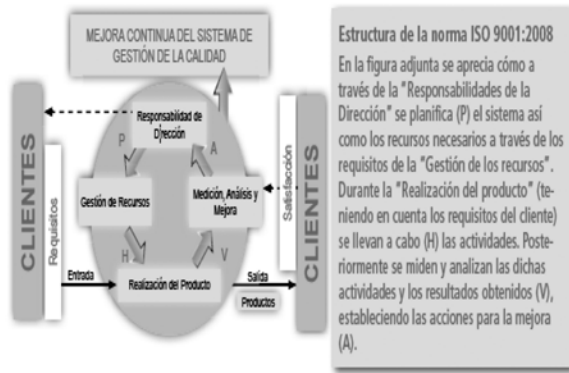 MEJORA CONTINUA DEL SISTEMA DE
GESTIÓN DE LA CALIDAD
CLIENTES
Requisitos
Responsabilidad de
Dirección
P
A
Gestión de Recursos
Medición, Análisis y
Mejora
H
V
Entrada
Realización del Producto
Salida
Productos
Satisfacción
CLIENTES
Estructura de la norma ISO 9001:2008
En la figura adjunta se aprecia cómo a
través de la "Responsabilidades de la
Dirección" se planifica (P) el sistema así
como los recursos necesarios a través de los
requisitos de la "Gestión de los recursos".
Durante la "Realización del producto" (te-
niendo en cuenta los requisitos del cliente)
se llevan a cabo (H) las actividades. Poste-
riormente se miden y analizan las dichas
actividades y los resultados obtenidos (V),
estableciendo las acciones para la mejora
(A).